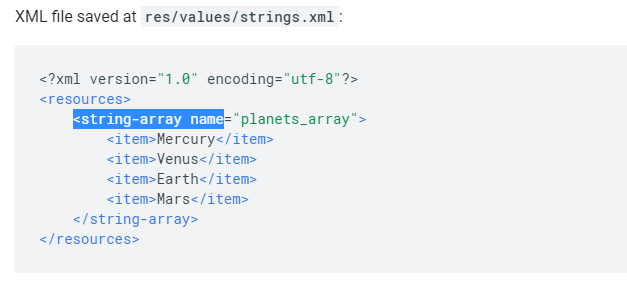 XML file saved at res/values/strings.xml:
<?xml version="1.0" encoding="utf-8"?>
<resources>
    <string-array name="planets_array">
        <item>Mercury</item>
        <item>Venus</item>
        <item>Earth</item>
        <item>Mars</item>
    </string-array>
</resources>